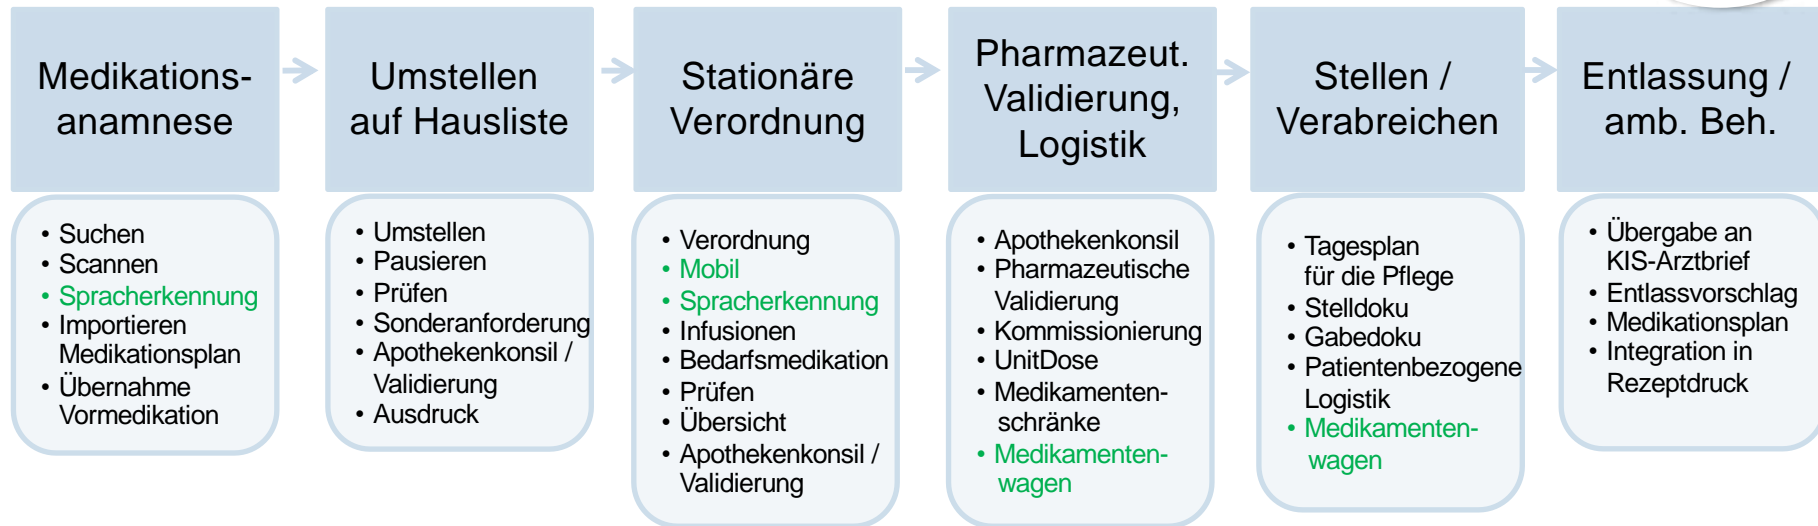 Medikations-
anamnese
Umstellen
auf Hausliste
Stationäre
Verordnung
Pharmazeut.
Validierung,
Logistik
Stellen /
Verabreichen
Entlassung /
amb. Beh.
• Suchen
• Scannen
• Spracherkennung
• Importieren
Medikationsplan
• Übernahme
Vormedikation
• Umstellen
• Pausieren
• Prüfen
• Sonderanforderung
• Apothekenkonsil /
Validierung
• Ausdruck
• Verordnung
• Mobil
• Spracherkennung
• Infusionen
• Bedarfsmedikation
• Prüfen
• Übersicht
• Apothekenkonsil /
Validierung
• Apothekenkonsil
• Pharmazeutische
Validierung
• Kommissionierung
• UnitDose
• Medikamenten-
schränke
• Medikamenten-
wagen
• Tagesplan
für die Pflege
• Stelldoku
• Gabedoku
• Patientenbezogene
Logistik
• Medikamenten-
wagen
• Übergabe an
KIS-Arztbrief
• Entlassvorschlag
• Medikationsplan
• Integration in
Rezeptdruck